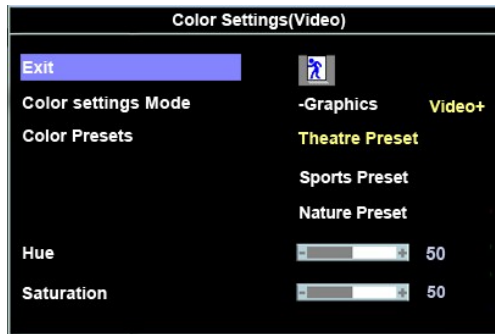 Color Settings(Video)
Exit
Color settings Mode -Graphics Video+
Color Presets Theatre Preset
Sports Preset
Nature Preset
Hue - + 50
Saturation - + 50